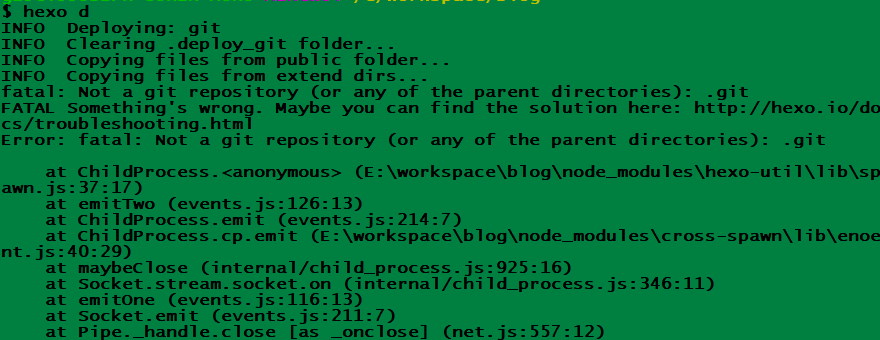 $ hexo d
INFO  Deploying: git
INFO  Clearing .deploy_git folder...
INFO  Copying files from public folder...
INFO  Copying files from extend dirs...
fatal: Not a git repository (or any of the parent directories): .git
FATAL Something's wrong. Maybe you can find the solution here: http://hexo.io/do
cs/troubleshooting.html
Error: fatal: Not a git repository (or any of the parent directories): .git
    at ChildProcess.<anonymous> (E:\workspace\blog\node_modules\hexo-util\lib\sp
awn.js:37:17)
    at emitTwo (events.js:126:13)
    at ChildProcess.emit (events.js:214:7)
    at ChildProcess.cp.emit (E:\workspace\blog\node_modules\cross-spawn\lib\enoe
nt.js:40:29)
    at maybeClose (internal/child_process.js:925:16)
    at Socket.stream.socket.on (internal/child_process.js:346:11)
    at emitOne (events.js:116:13)
    at Socket.emit (events.js:211:7)
    at Pipe._handle.close [as _onclose] (net.js:557:12)